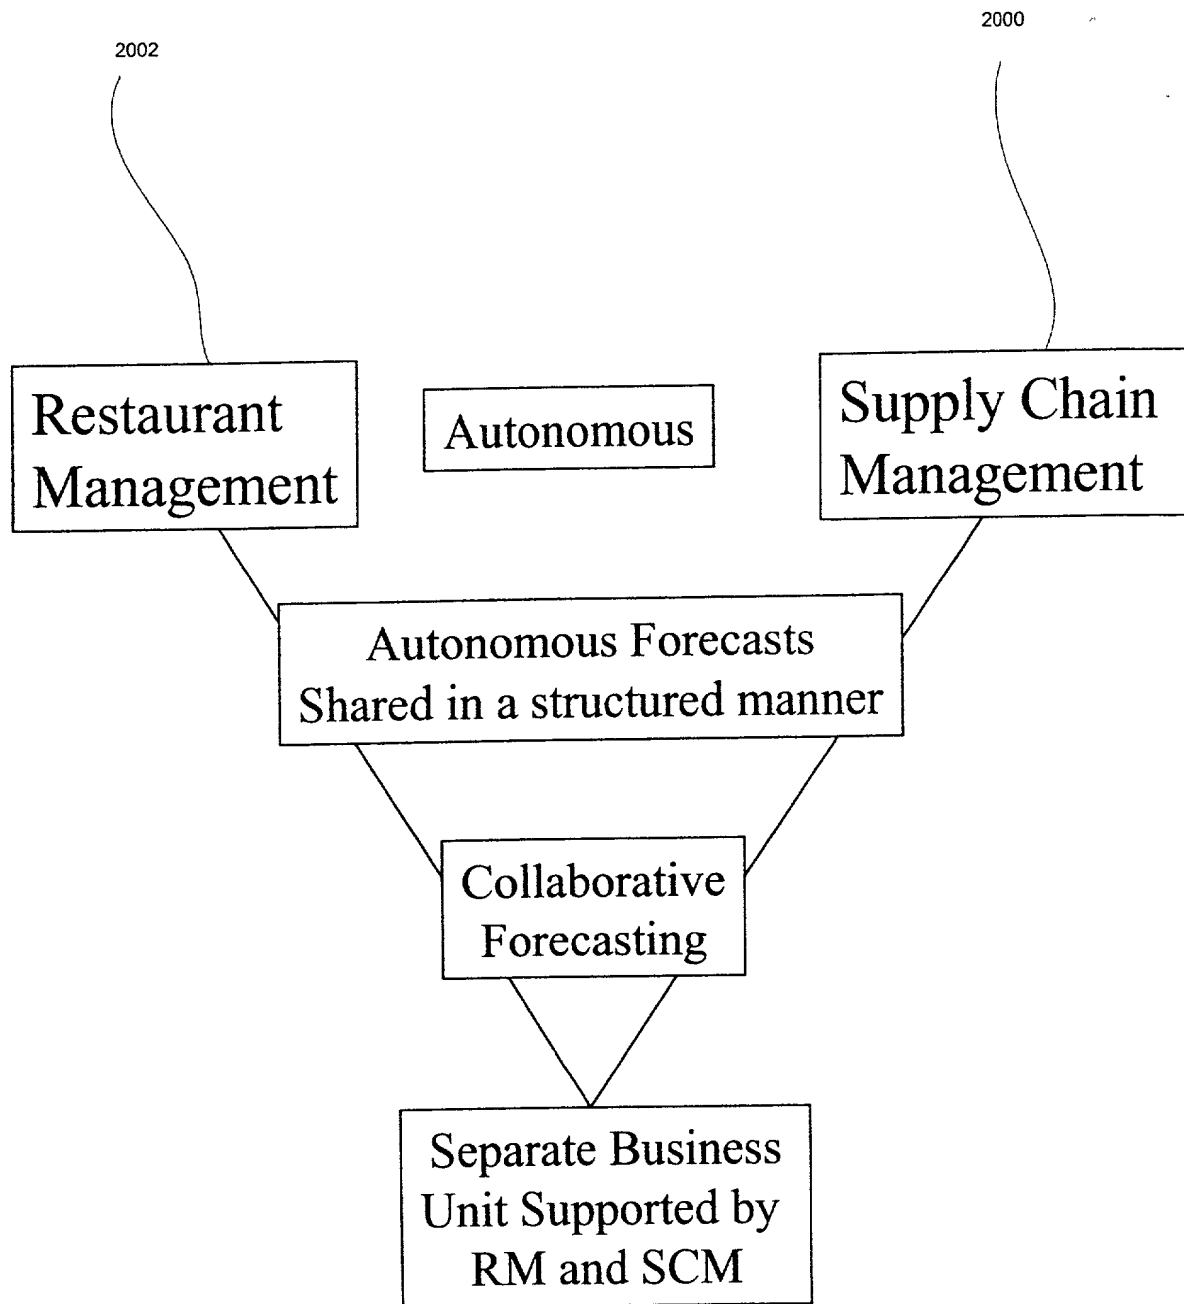 2000
2002
Restaurant
Management
Autonomous
Supply Chain
Management
Autonomous Forecasts
Shared in a structured manner
Collaborative
Forecasting
Separate Business
Unit Supported by
RM and SCM